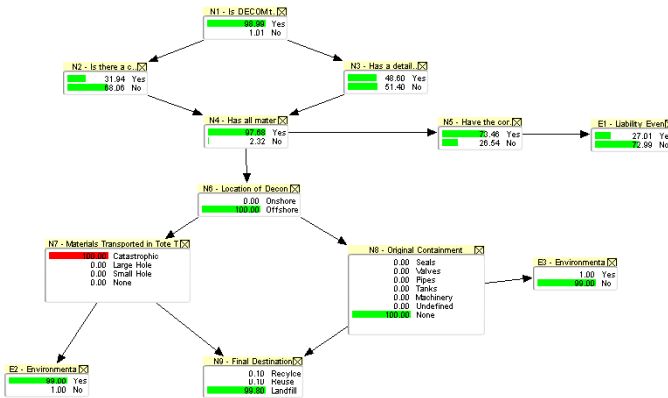 N1 - Is DECOMt..
98.99 Yes
1.01 No
N2 - Is there a c..
31.94 Yes
68.06 No
N3 - Has a detail..
48.60 Yes
51.40 No
N4 - Has all mater
97.68 Yes
2.32 No
N5 - Have the cor.
73.46 Yes
26.54 No
E1 - Liability Even
27.01 Yes
72.99 No
N6 - Location of Decon
0.00 Onshore
100.00 Offshore
N7 - Materials Transported in Tote T
100.00 Catastrophic
0.00 Large Hole
0.00 Small Hole
0.00 None
N8 - Original Containment
0.00 Seals
0.00 Valves
0.00 Pipes
0.00 Tanks
0.00 Machinery
0.00 Undefined
100.00 None
E3 - Environmenta
1.00 Yes
99.00 No
E2 - Environmenta
99.00 Yes
1.00 No
N9 - Final Destination
0.10 Recylce
0.10 Reuse
99.80 Landfill